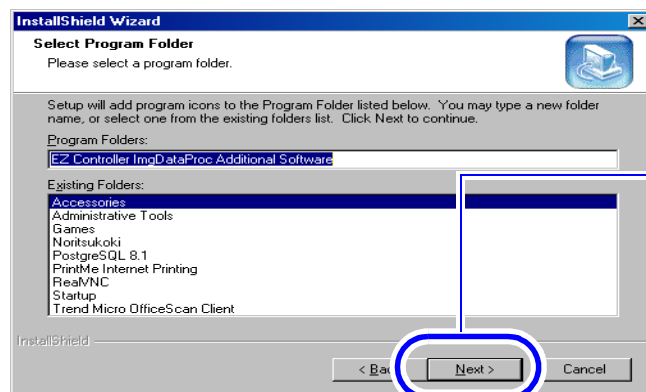 InstallShield Wizard
Select Program Folder
Please select a program folder.
Setup will add program icons to the Program Folder listed below. You may type a new folder
name, or select one from the existing folders list. Click Next to continue.
Program Folders:
EZ Controller ImgDataProc Additional Software
Existing Folders:
Accessories
Administrative Tools
Games
Noritsukoki
PostgreSQL 8.1
PrintMe Internet Printing
RealVNC
Startup
Trend Micro OfficeScan Client
InstallShield
< Bac Next > Cancel